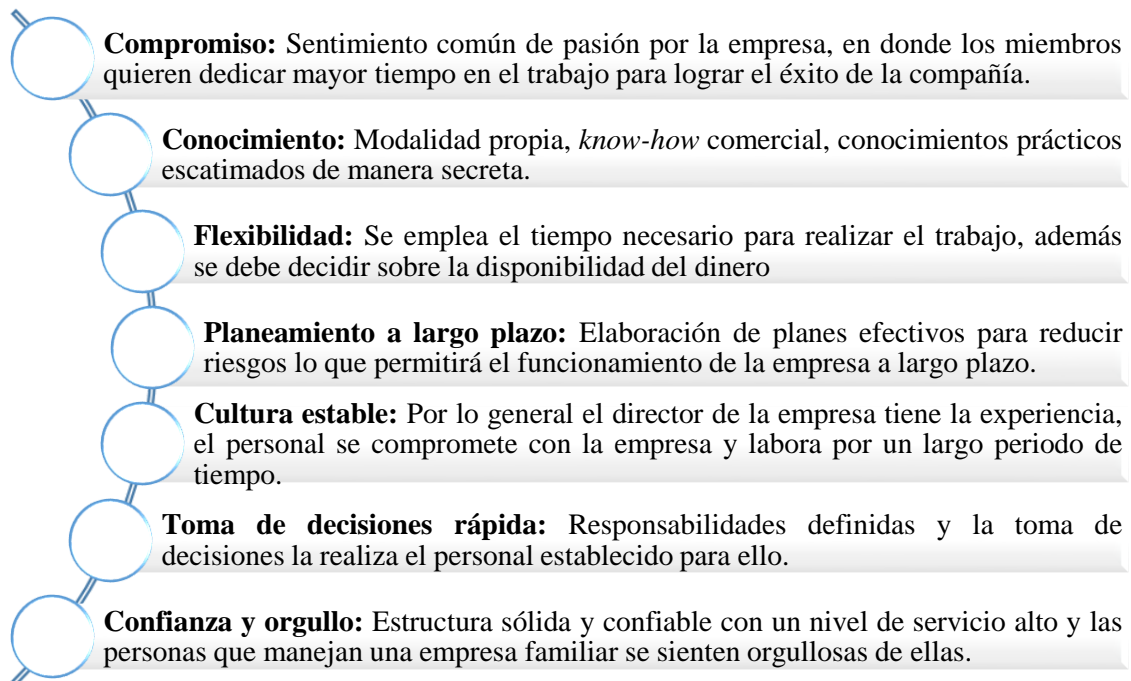 Compromiso: Sentimiento común de pasión por la empresa, en donde los miembros
quieren dedicar mayor tiempo en el trabajo para lograr el éxito de la compañía.
Conocimiento: Modalidad propia, know-how comercial, conocimientos prácticos
escatimados de manera secreta.
Flexibilidad: Se emplea el tiempo necesario para realizar el trabajo, además
se debe decidir sobre la disponibilidad del dinero
Planeamiento a largo plazo: Elaboración de planes efectivos para reducir
riesgos lo que permitirá el funcionamiento de la empresa a largo plazo.
Cultura estable: Por lo general el director de la empresa tiene la experiencia,
el personal se compromete con la empresa y labora por un largo periodo de
tiempo.
Toma de decisiones rápida: Responsabilidades definidas y la toma de
decisiones la realiza el personal establecido para ello.
Confianza y orgullo: Estructura sólida y confiable con un nivel de servicio alto y las
personas que manejan una empresa familiar se sienten orgullosas de ellas.